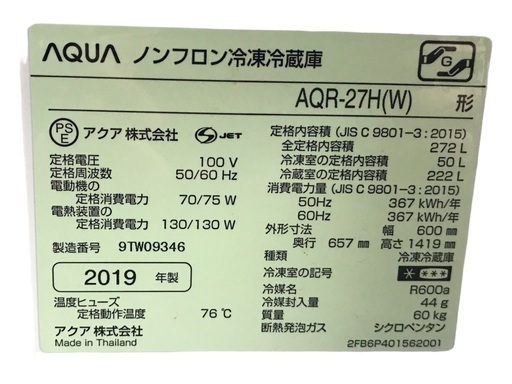 AQUA ノンフロン冷凍冷蔵庫
G
AQR-27H(W) 形
PSE アクア株式会社 S JET
定格電圧 100 V
定格周波数 50/60 Hz
電動機の
定格消費電力 70/75 W
電熱装置の
定格消費電力 130/130 W
製造番号 9TW09346
2019 年製
温度ヒューズ
定格動作温度 76℃
アクア株式会社
Made in Thailand
定格内容積 (JIS C 9801-3:2015)
全定格内容積 272 L
冷凍室の定格内容積 50 L
冷蔵室の定格内容積 222 L
消費電力量 (JIS C 9801-3:2015)
50Hz 367 kWh/年
60Hz 367 kWh/年
外形寸法 幅 600 mm
奥行 657 mm 高さ 1419 mm
種類 冷凍冷蔵庫
冷凍室の記号 * ***
冷媒名 R600a
冷媒封入量 44 g
質量 60 kg
断熱発泡ガス シクロペンタン
2FB6P401562001